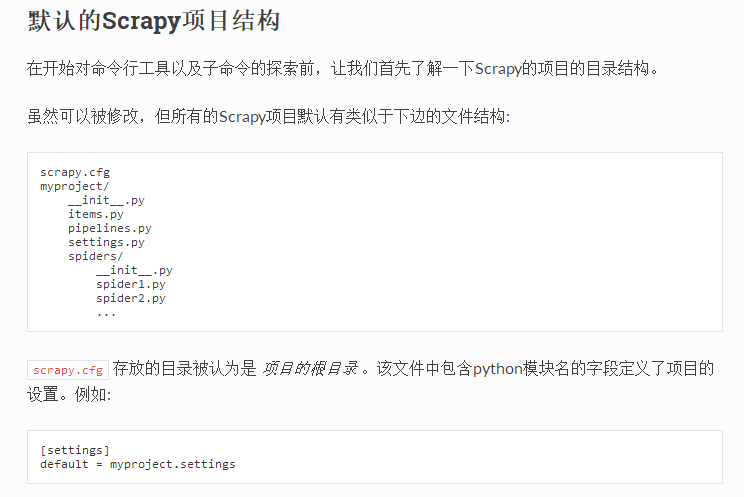 默认的Scrapy项目结构
在开始对命令行工具以及子命令的探索前，让我们首先了解一下Scrapy的项目的目录结构。
虽然可以被修改，但所有的Scrapy项目默认有类似于下边的文件结构:
scrapy.cfg
myproject/
    __init__.py
    items.py
    pipelines.py
    settings.py
    spiders/
        __init__.py
        spider1.py
        spider2.py
        ...
scrapy.cfg 存放的目录被认为是 项目的根目录 。该文件中包含python模块名的字段定义了项目的
设置。例如:
[settings]
default = myproject.settings